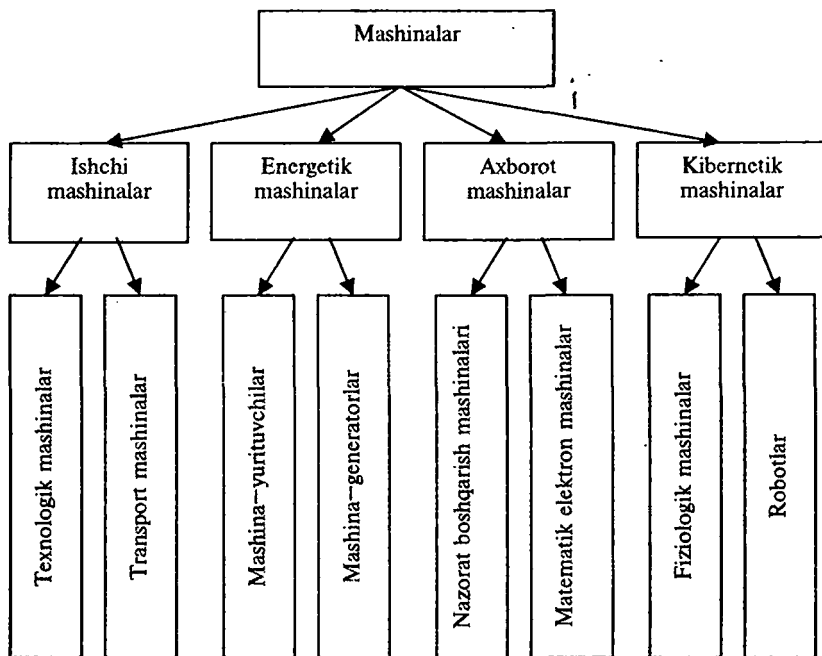 Mashinalar
Ishchi
mashinalar
Energetik
mashinalar
Axborot
mashinalar
Kibernetik
mashinalar
Texnologik mashinalar
Transport mashinalar
Mashina—yurituvchilar
Mashina—generatorlar
Nazorat boshqarish mashinalari
Matematik elektron mashinalar
Fiziologik mashinalar
Robotlar